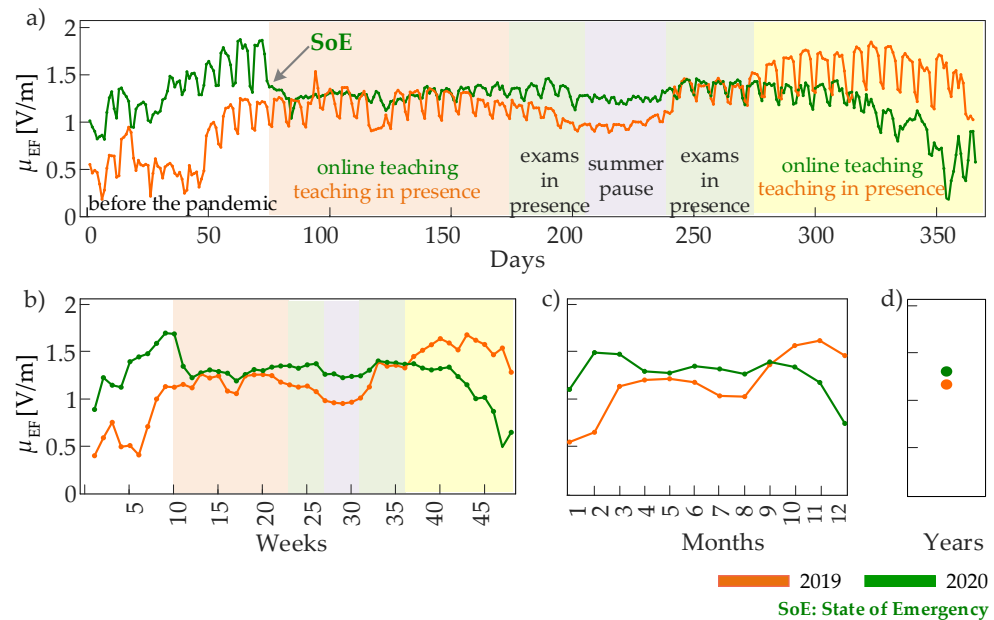 a)
μEF [V/m]
2
1.5
1
0.5
0
SoE
online teaching
teaching in presence
before the pandemic
exams
in
presence
summer
pause
exams
in
presence
online teaching
teaching in presence
0 50 100 150 200 250 300 350
Days
b)
μEF [V/m]
2
1.5
1
0.5
0
5 10 15 20 25 30 35 40 45
Weeks
c)
1 2 3 4 5 6 7 8 9 10 11 12
Months
d)
Years
2019 2020
SoE: State of Emergency